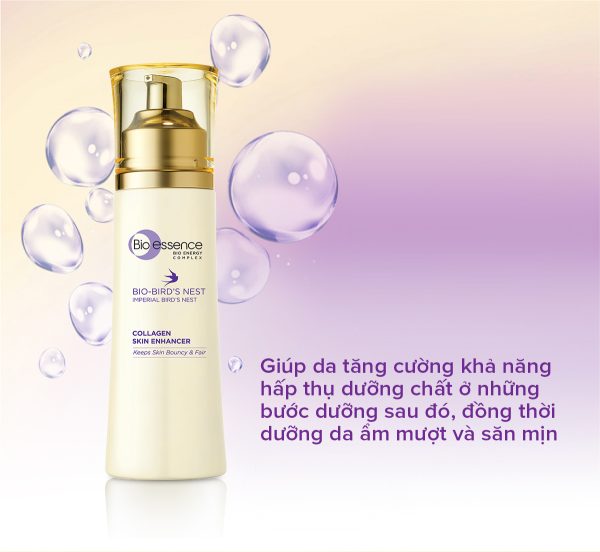 Bio essence
BIO ENERGY
COMPLEX
BIO-BIRD'S NEST
IMPERIAL BIRD'S NEST
COLLAGEN
SKIN ENHANCER
Keeps Skin Bouncy & Fair
Giúp da tăng cường khả năng
hấp thụ dưỡng chất ở những
bước dưỡng sau đó, đồng thời
dưỡng da ẩm mượt và săn mịn